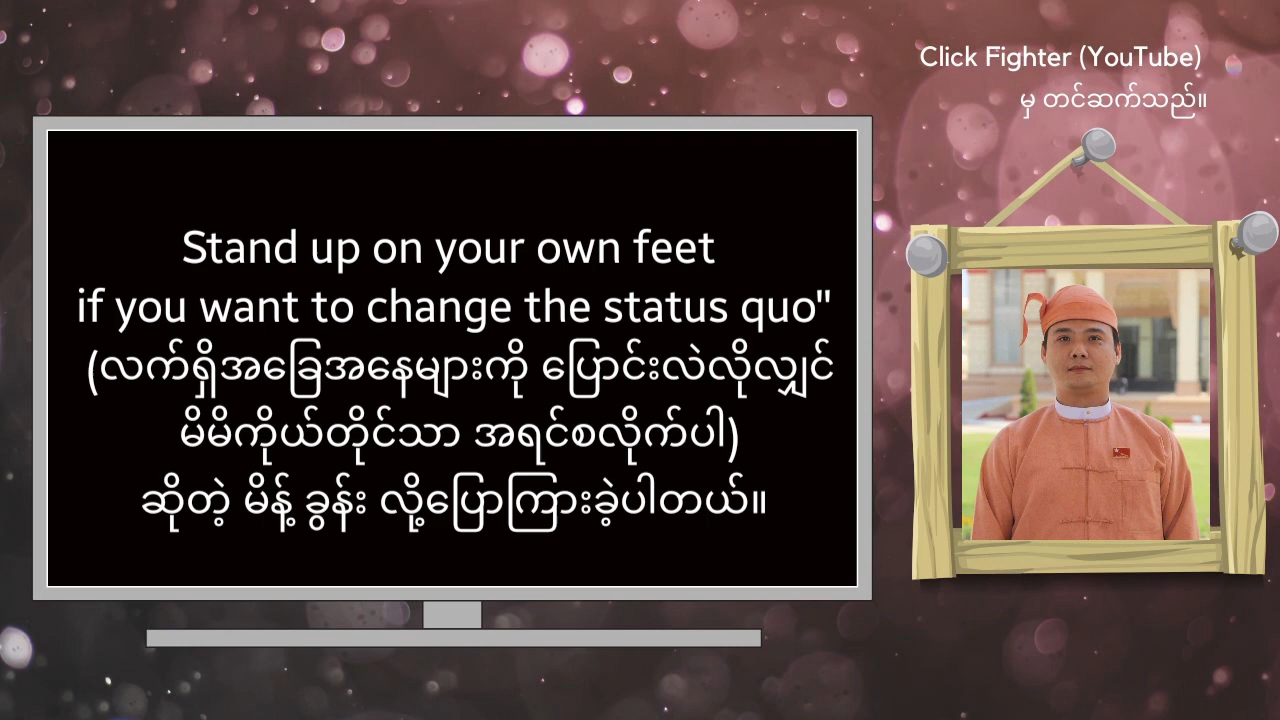 Click Fighter (YouTube)
မှ တင်ဆက်သည်။
Stand up on your own feet
if you want to change the status quo"
(လက်ရှိအခြေအနေများကို ပြောင်းလဲလိုလျှင်
မိမိကိုယ်တိုင်သာ အရင်စလိုက်ပါ)
ဆိုတဲ့ မိန့် ခွန်း လို့ပြောကြားခဲ့ပါတယ်။